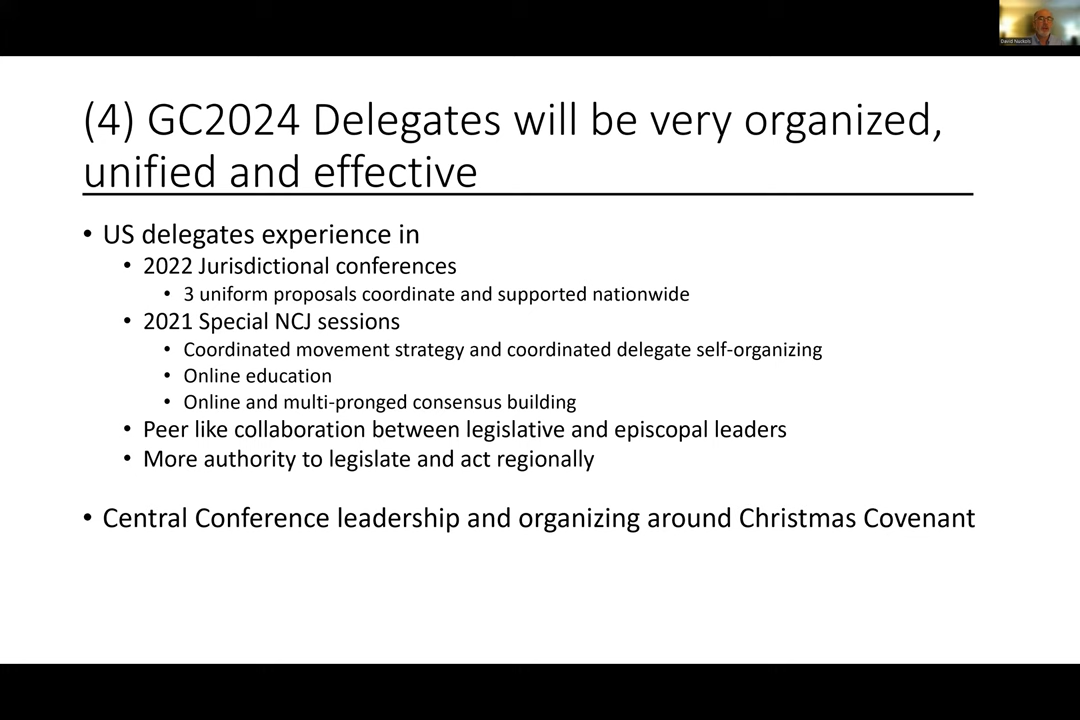 David Nuckols
(4) GC2024 Delegates will be very organized,
unified and effective
• US delegates experience in
• 2022 Jurisdictional conferences
• 3 uniform proposals coordinate and supported nationwide
• 2021 Special NCJ sessions
• Coordinated movement strategy and coordinated delegate self-organizing
• Online education
• Online and multi-pronged consensus building
• Peer like collaboration between legislative and episcopal leaders
• More authority to legislate and act regionally
• Central Conference leadership and organizing around Christmas Covenant